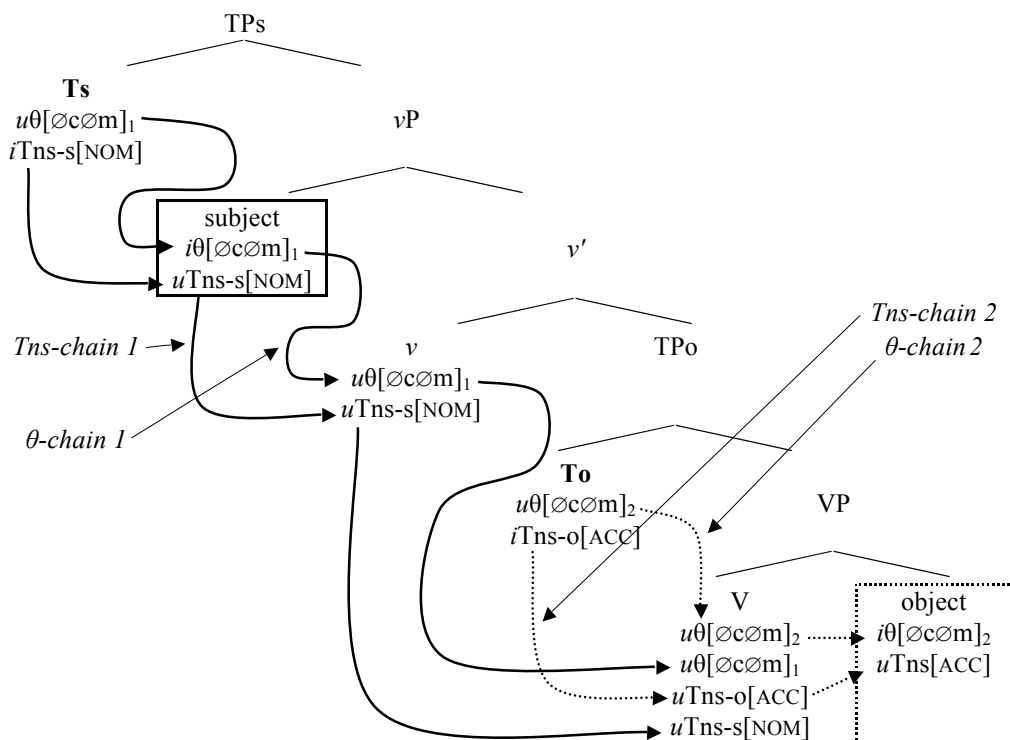 TPs
Ts
uθ[∅c∅m]₁
iTns-s[NOM]
vP
subject
iθ[∅c∅m]₁
uTns-s[NOM]
v′
Tns-chain 1
v
TPo
Tns-chain 2
θ-chain 2
uθ[∅c∅m]₁
uTns-s[NOM]
θ-chain 1
To
uθ[∅c∅m]₂
iTns-o[ACC]
VP
V
object
uθ[∅c∅m]₂
iθ[∅c∅m]₂
uθ[∅c∅m]₁
uTns[ACC]
uTns-o[ACC]
uTns-s[NOM]